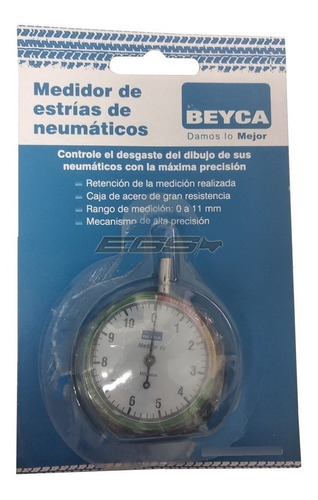 Medidor de
estrías de
neumáticos
BEYCA
Damos lo Mejor
Controle el desgaste del dibujo de sus
neumáticos con la máxima precisión
• Retención de la medición realizada
• Caja de acero de gran resistencia
• Rango de medición: 0 a 11 mm
• Mecanismo de alta precisión
EGS
0
1
2
3
4
5
6
7
8
9
10
BEYCA